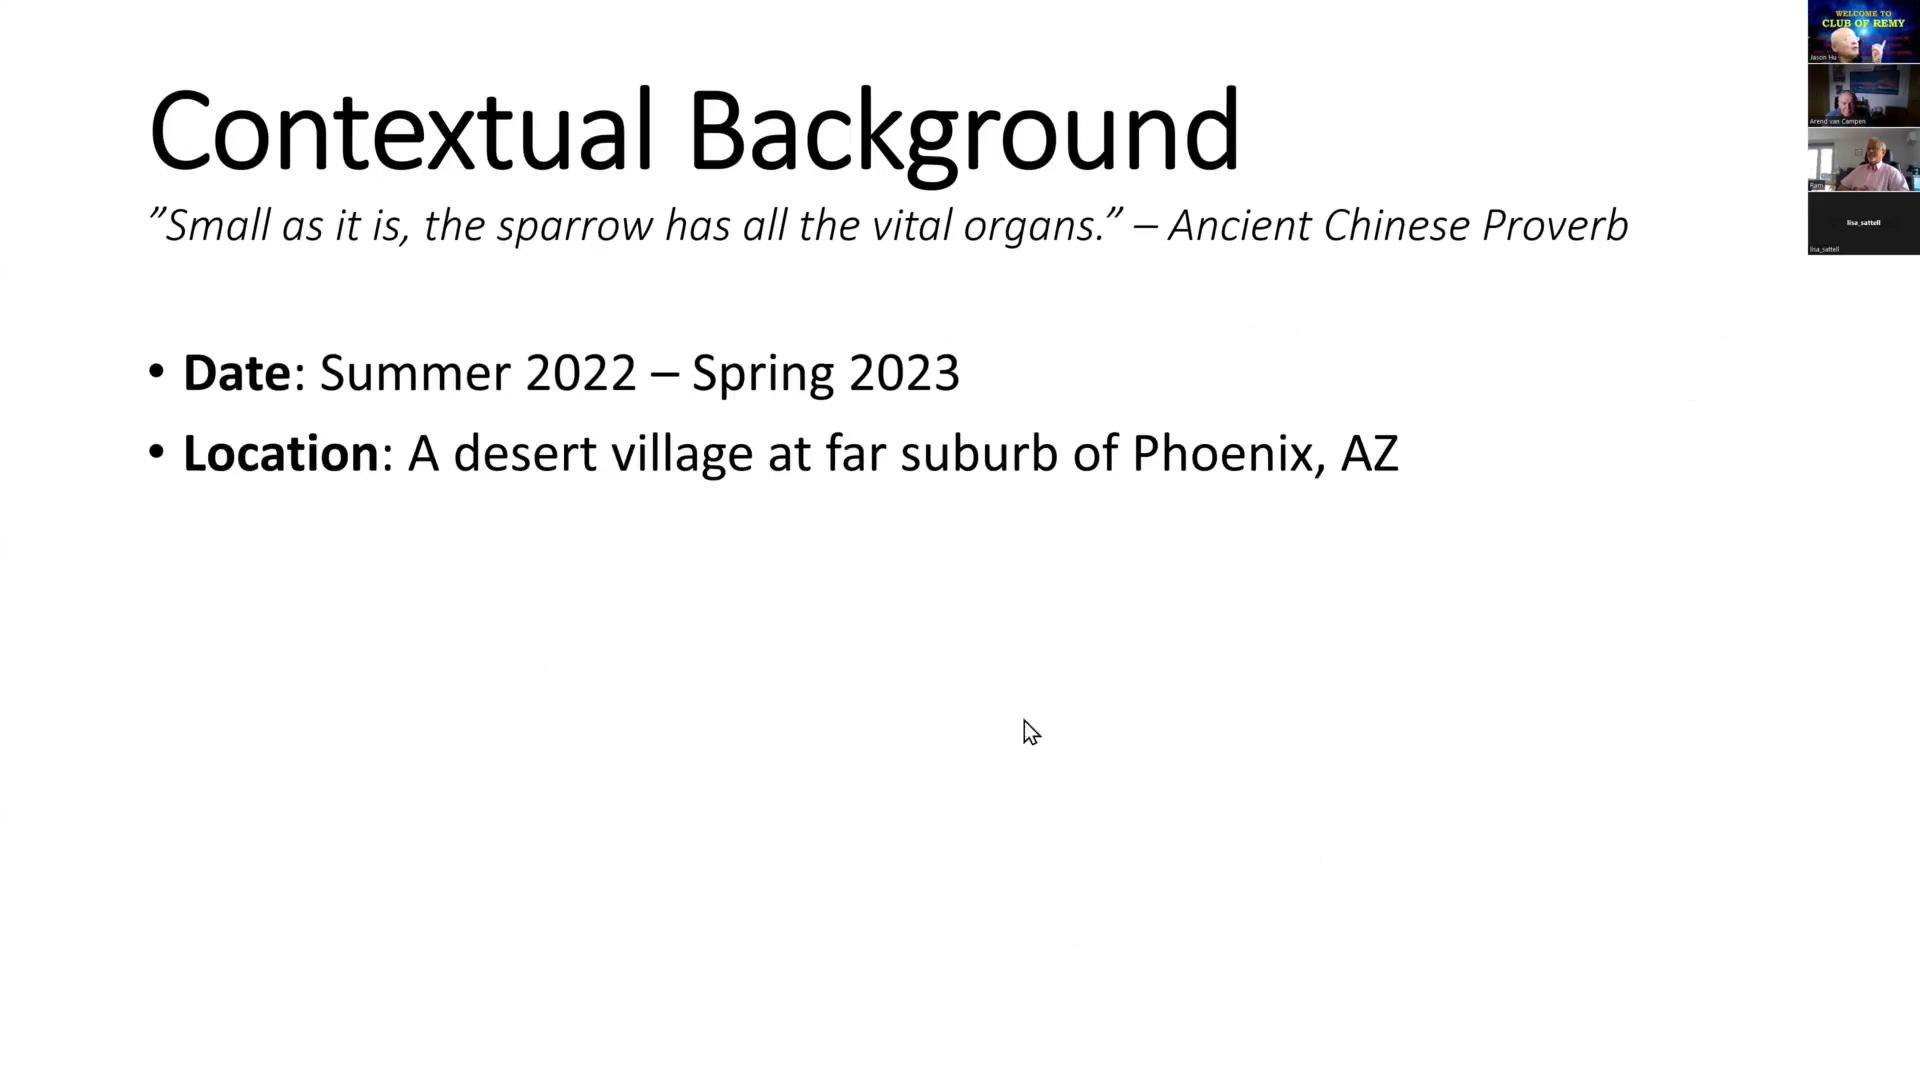 Contextual Background
”Small as it is, the sparrow has all the vital organs.” – Ancient Chinese Proverb
• Date: Summer 2022 – Spring 2023
• Location: A desert village at far suburb of Phoenix, AZ
WELCOME TO
CLUB OF REMY
Jason Hu
Arend van Campen
Ram
lisa_sattell
lisa_sattell